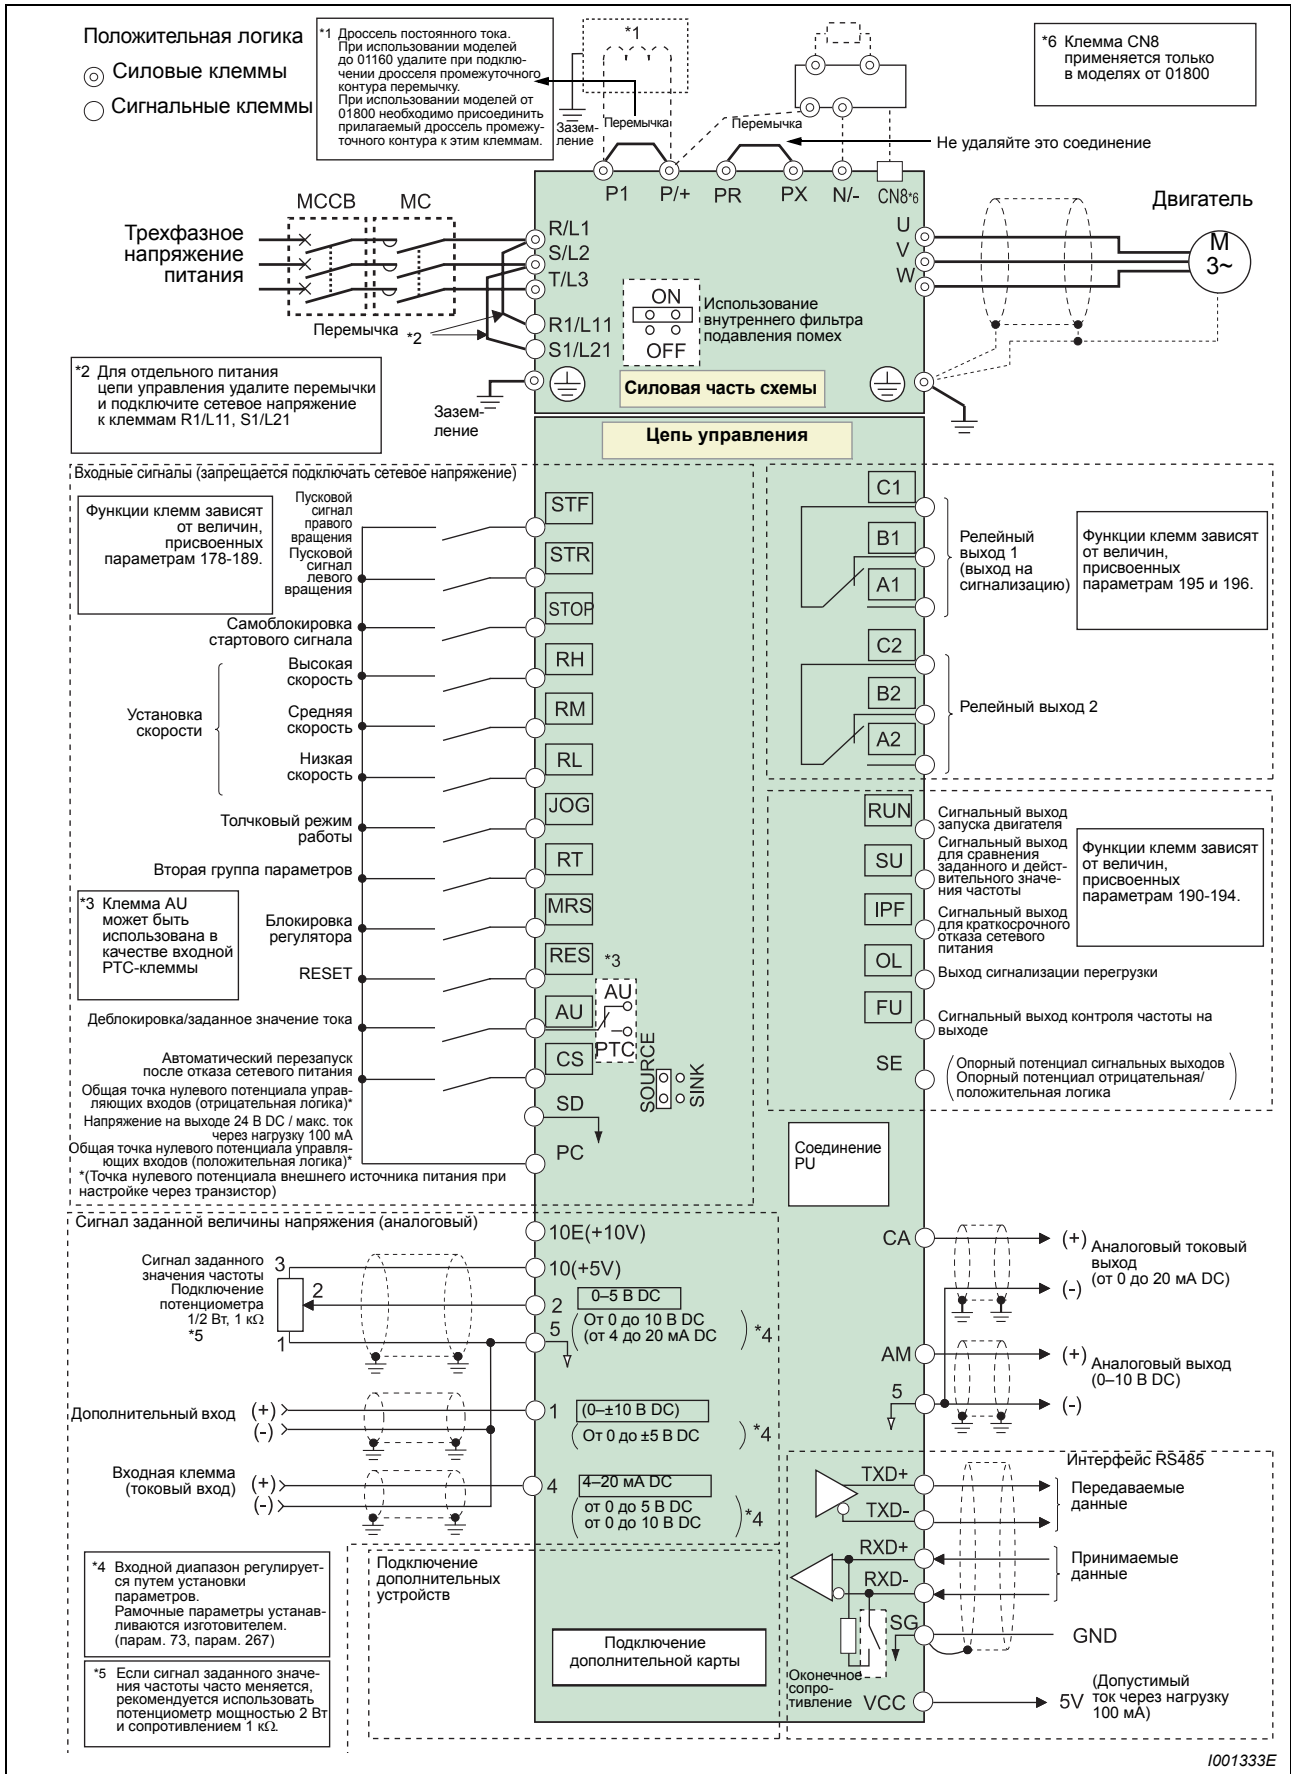 Положительная логика
Силовые клеммы
Сигнальные клеммы
*1 Дроссель постоянного тока.
При использовании моделей
до 01160 удалите при подклю-
чении дросселя промежуточного
контура перемычку.
При использовании моделей от
01800 необходимо присоединить
прилагаемый дроссель промежу-
точного контура к этим клеммам.
*1
Зазем-
ление
Перемычка
Перемычка
*6 Клемма CN8
применяется только
в моделях от 01800
Не удаляйте это соединение
P1
P/+
PR
PX
N/-
CN8*6
MCCB
MC
Трехфазное
напряжение
питания
R/L1
S/L2
T/L3
R1/L11
S1/L21
Перемычка
*2
ON
OFF
Использование
внутреннего фильтра
подавления помех
U
V
W
Двигатель
M
3~
*2 Для отдельного питания
цепи управления удалите перемычки
и подключите сетевое напряжение
к клеммам R1/L11, S1/L21
Зазем-
ление
Силовая часть схемы
Цепь управления
Входные сигналы (запрещается подключать сетевое напряжение)
Функции клемм зависят
от величин,
присвоенных
параметрам 178-189.
Пусковой
сигнал
правого
вращения
STF
Пусковой
сигнал
левого
вращения
STR
Самоблокировка
стартового сигнала
STOP
Установка
скорости
Высокая
скорость
RH
Средняя
скорость
RM
Низкая
скорость
RL
Толчковый режим
работы
JOG
Вторая группа параметров
RT
*3 Клемма AU
может быть
использована в
качестве входной
PTC-клеммы
Блокировка
регулятора
MRS
RESET
RES
*3
Деблокировка/заданное значение тока
AU
AU
PTC
Автоматический перезапуск
после отказа сетевого питания
CS
SOURCE
SINK
Общая точка нулевого потенциала управ-
ляющих входов (отрицательная логика)*
SD
Напряжение на выходе 24 В DC / макс. ток
через нагрузку 100 мА
Общая точка нулевого потенциала управля-
ющих входов (положительная логика)*
PC
*(Точка нулевого потенциала внешнего источника питания при
настройке через транзистор)
C1
B1
A1
Релейный
выход 1
(выход на
сигнализацию)
Функции клемм зависят
от величин,
присвоенных
параметрам 195 и 196.
C2
B2
A2
Релейный выход 2
RUN
Сигнальный выход
запуска двигателя
SU
Сигнальный выход
для сравнения
заданного и дейст-
вительного значе-
ния частоты
Функции клемм зависят
от величин,
присвоенных
параметрам 190-194.
IPF
Сигнальный выход
для краткосрочного
отказа сетевого
питания
OL
Выход сигнализации перегрузки
FU
Сигнальный выход контроля частоты на
выходе
SE
Опорный потенциал сигнальных выходов
Опорный потенциал отрицательная/
положительная логика
Соединение
PU
Сигнал заданной величины напряжения (аналоговый)
10E(+10V)
10(+5V)
Сигнал заданного
значения частоты
Подключение
потенциометра
1/2 Вт, 1 кΩ
*5
3
2
1
2
0–5 В DC
5
(От 0 до 10 В DC
(от 4 до 20 мА DC
)
*4
Дополнительный вход
(+)
(-)
1
(0–±10 В DC)
(От 0 до ±5 В DC
)
*4
Входная клемма
(токовый вход)
(+)
(-)
4
4–20 мА DC
(от 0 до 5 В DC
от 0 до 10 В DC)
*4
CA
(+)
(-)
Аналоговый токовый
выход
(от 0 до 20 мА DC)
AM
5
(+)
(-)
Аналоговый выход
(0–10 В DC)
Интерфейс RS485
TXD+
TXD-
Передаваемые
данные
RXD+
RXD-
Принимаемые
данные
SG
GND
Оконечное
сопро-
тивление
VCC
5V
(Допустимый
ток через нагрузку
100 мА)
*4 Входной диапазон регулирует-
ся путем установки
параметров.
Рамочные параметры устанав-
ливаются изготовителем.
(парам. 73, парам. 267)
*5 Если сигнал заданного значе-
ния частоты часто меняется,
рекомендуется использовать
потенциометр мощностью 2 Вт
и сопротивлением 1 кΩ.
Подключение
дополнительных
устройств
Подключение
дополнительной карты
I001333E